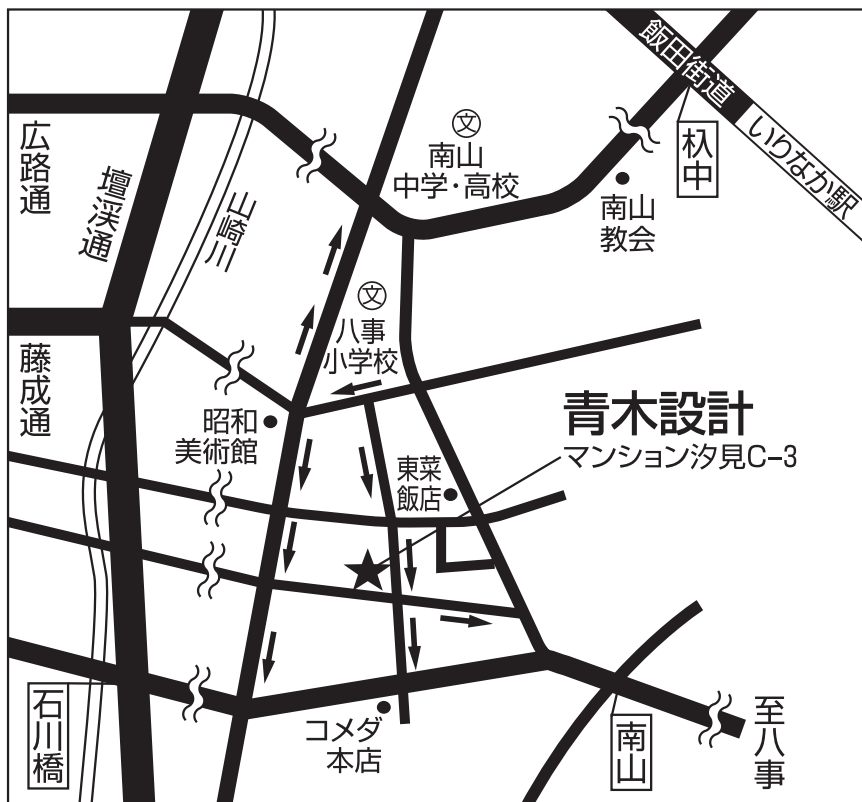 飯田街道
いりなか駅
杁中
広路通
壇渓通
山崎川
文
南山
中学・高校
南山
教会
文
八事
小学校
藤成通
昭和
美術館
青木設計
マンション汐見C-3
東菜
飯店
石川橋
コメダ
本店
南山
至八事